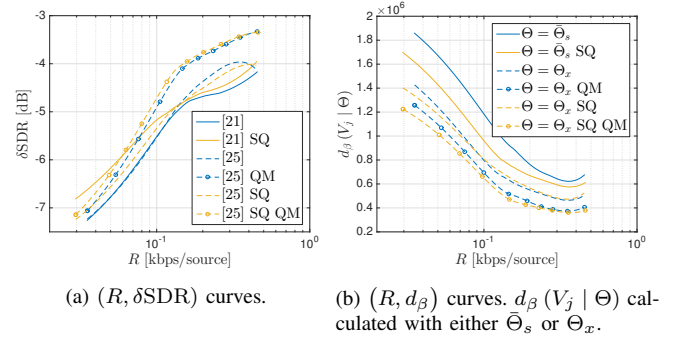 -3
-4
-5
-6
-7
δSDR [dB]
[21]
[21] SQ
[25]
[25] QM
[25] SQ
[25] SQ QM
10^-1
10^0
R [kbps/source]
×10^6
2
1.8
1.6
1.4
1.2
1
0.8
0.6
0.4
0.2
d_β (V_j | Θ)
Θ = Θ̄_s
Θ = Θ̄_s SQ
Θ = Θ_x
Θ = Θ_x QM
Θ = Θ_x SQ
Θ = Θ_x SQ QM
10^-1
10^0
R [kbps/source]
(a) (R, δSDR) curves.
(b) (R, d_β) curves. d_β (V_j | Θ) cal-
culated with either Θ̄_s or Θ_x.